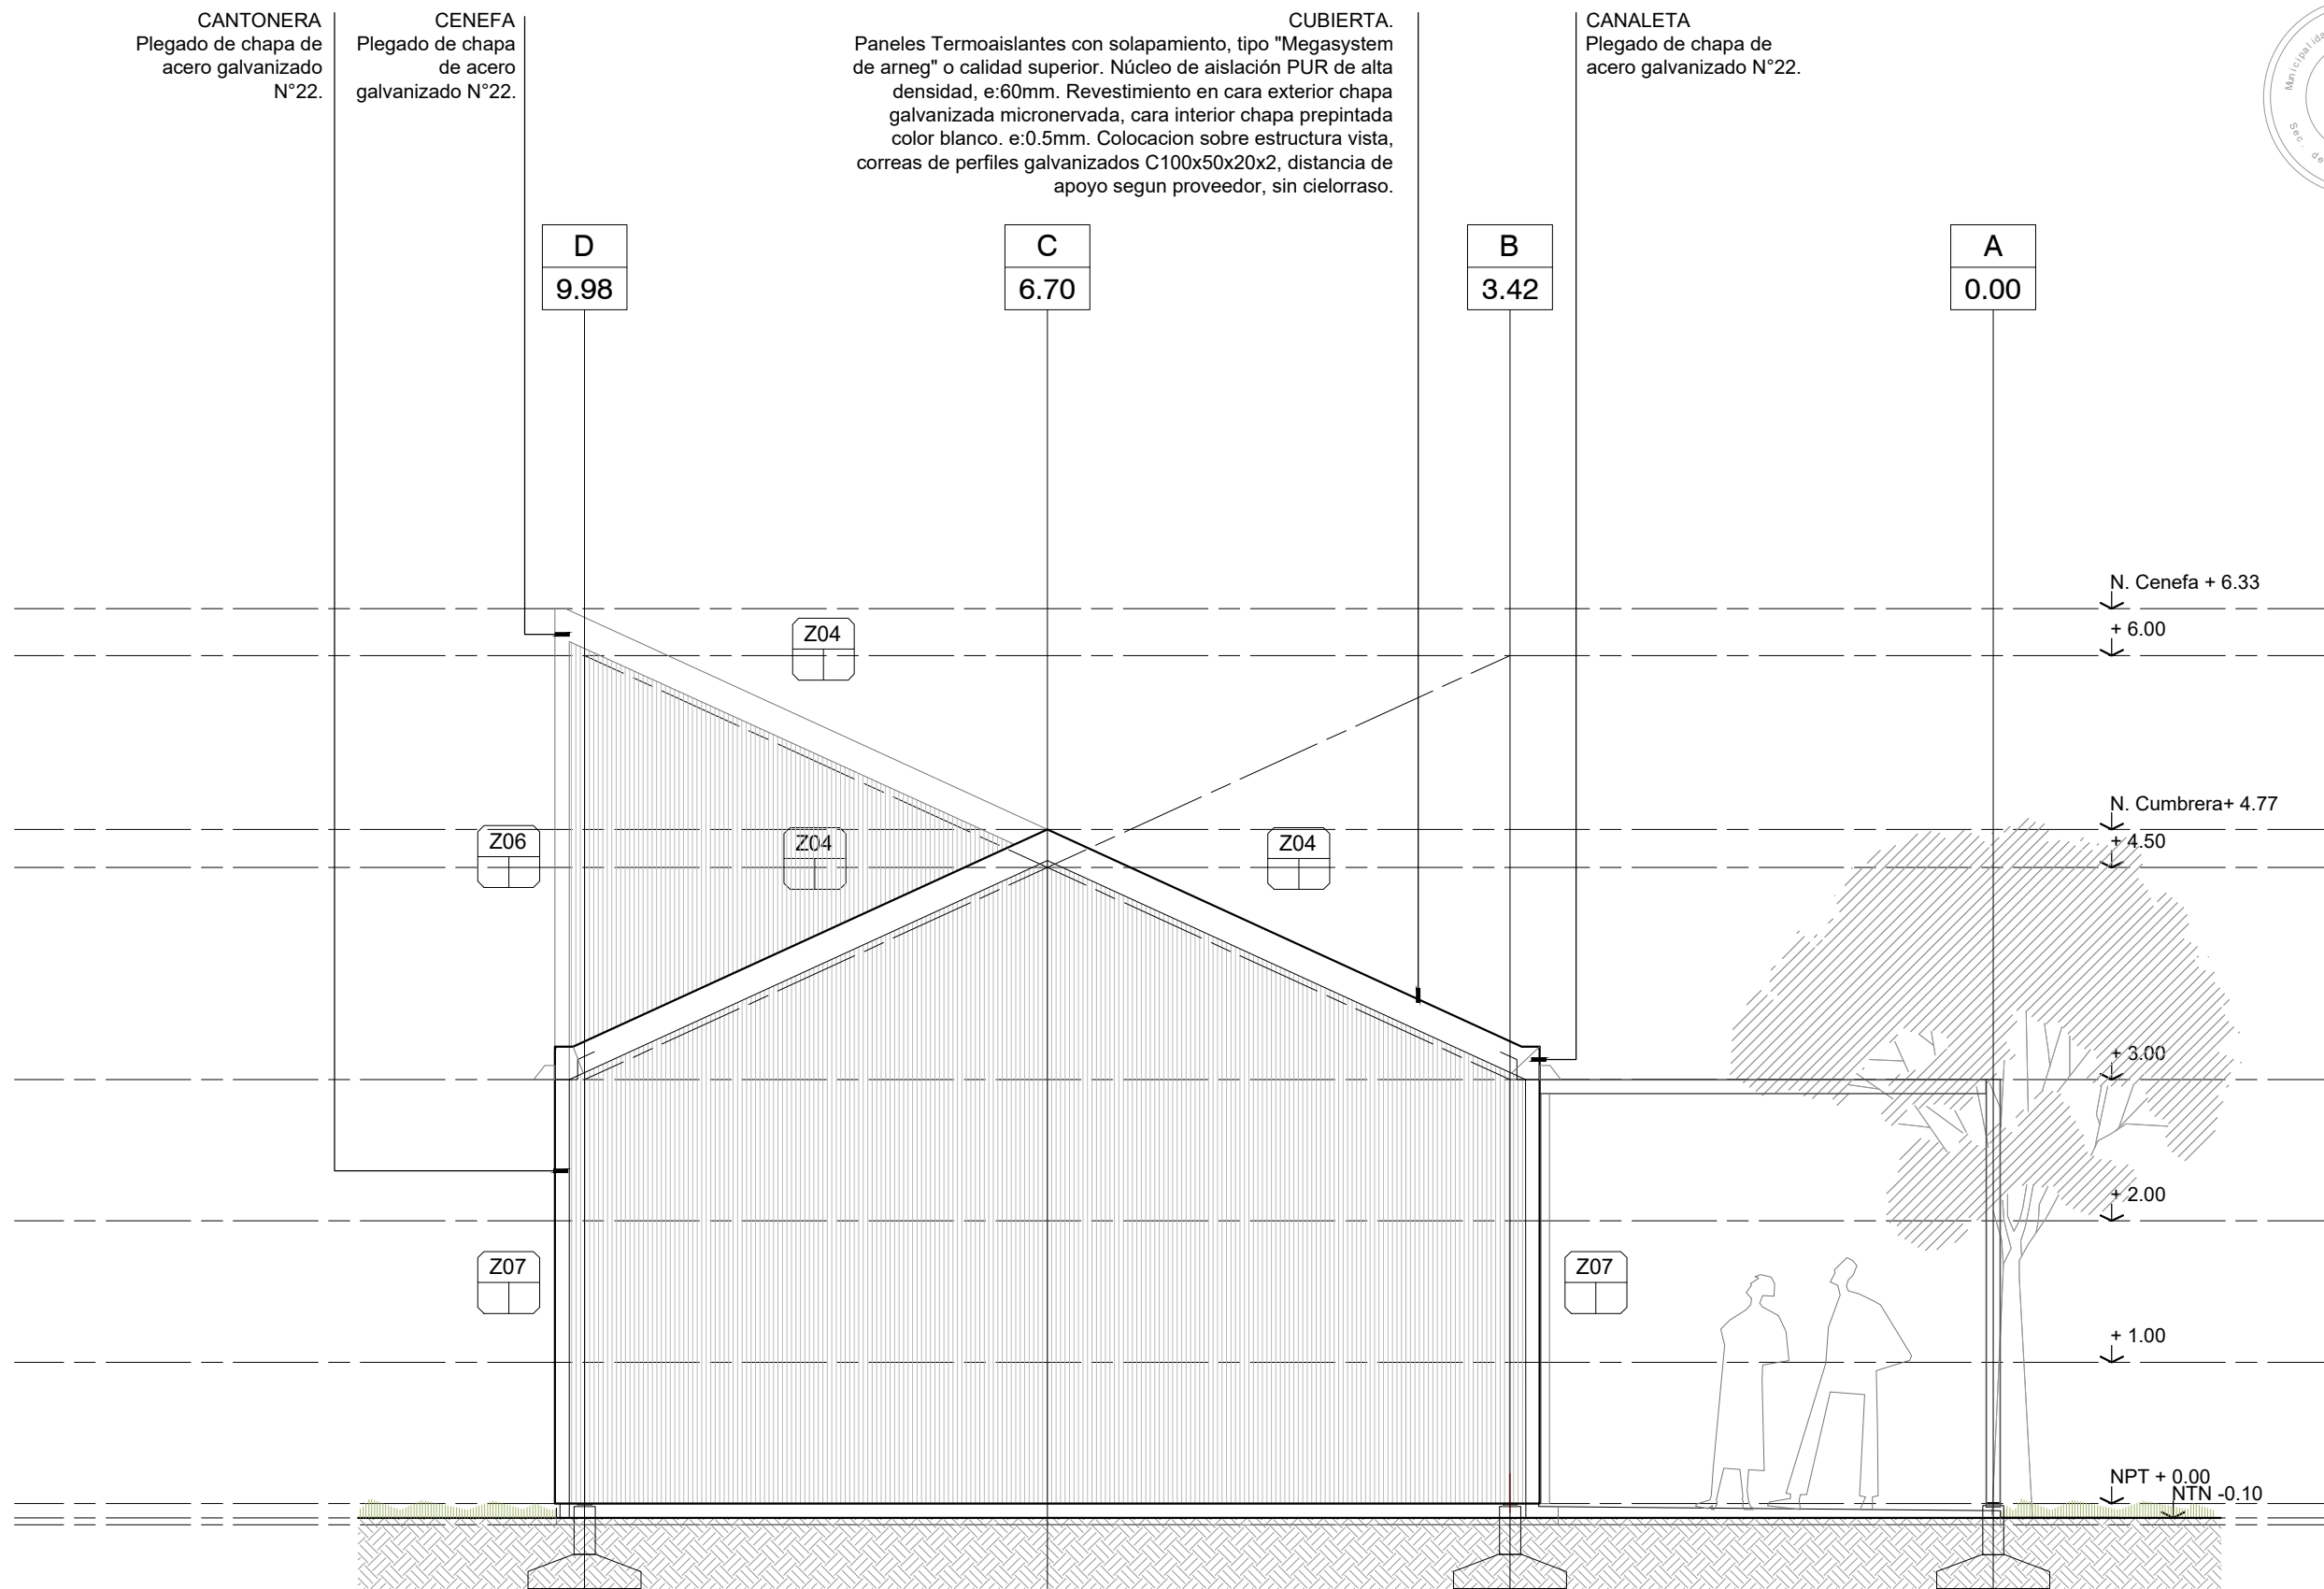 CANTONERA
Plegado de chapa de
acero galvanizado
N°22.
CENEFA
Plegado de chapa
de acero
galvanizado N°22.
CUBIERTA.
Paneles Termoaislantes con solapamiento, tipo "Megasystem
de arneg" o calidad superior. Núcleo de aislación PUR de alta
densidad, e:60mm. Revestimiento en cara exterior chapa
galvanizada micronervada, cara interior chapa prepintada
color blanco. e:0.5mm. Colocacion sobre estructura vista,
correas de perfiles galvanizados C100x50x20x2, distancia de
apoyo segun proveedor, sin cielorraso.
CANALETA
Plegado de chapa de
acero galvanizado N°22.
Sec. de
D
9.98
C
6.70
B
3.42
A
0.00
N. Cenefa + 6.33
+ 6.00
Z04
N. Cumbrera+ 4.77
+ 4.50
Z06
Z04
Z04
+ 3.00
+ 2.00
Z07
Z07
+ 1.00
NPT + 0.00
NTN -0.10